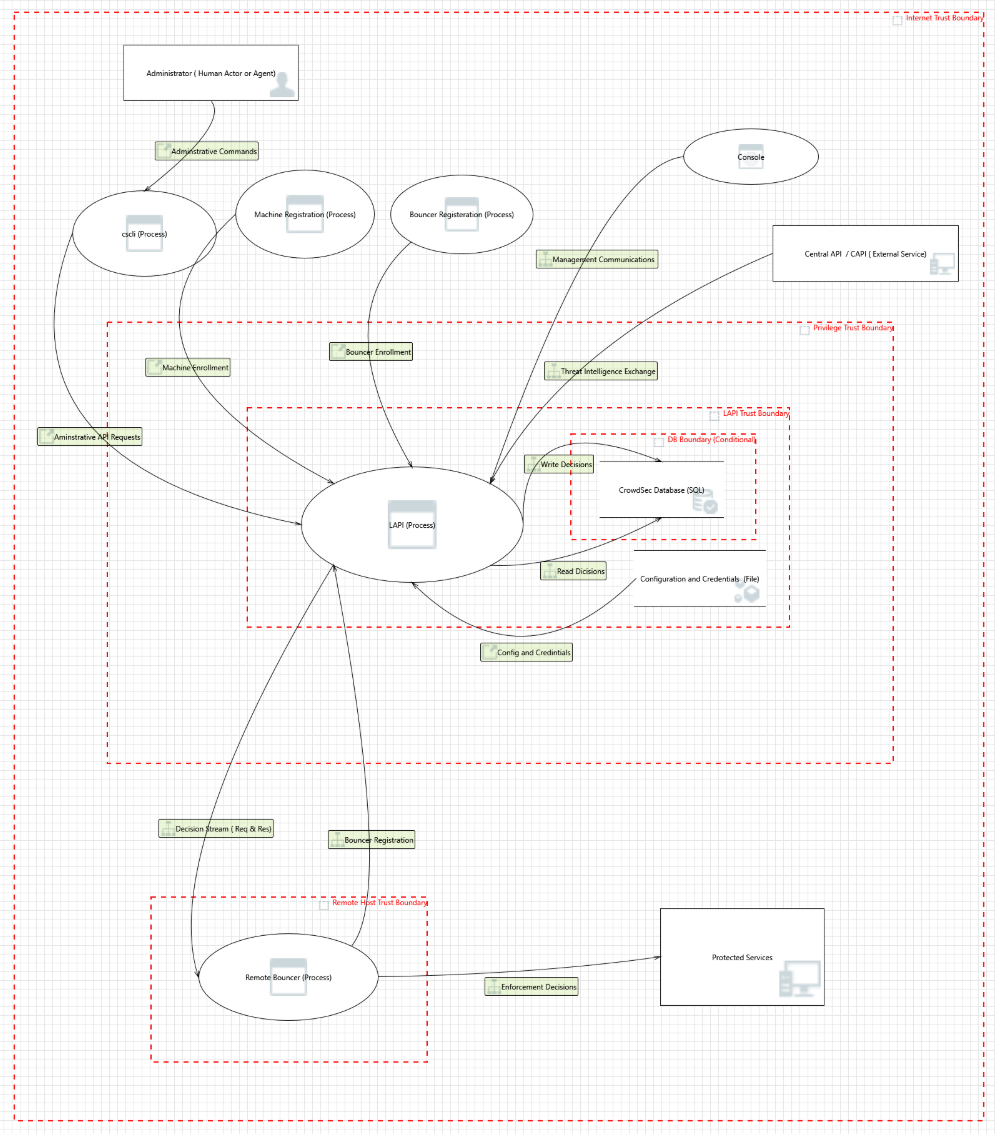 Internet Trust Boundary
Administrator ( Human Actor or Agent)
Adminstrative Commands
Console
cscli (Process)
Machine Registration (Process)
Bouncer Registeration (Process)
Management Communications
Central API / CAPI ( External Service)
Privilege Trust Boundary
Bouncer Enrollment
Machine Enrollment
Threat Intelligence Exchange
LAPI Trust Boundary
Aminstrative API Requests
DB Boundary (Conditional)
Write Decisions
CrowdSec Database (SQL)
LAPI (Process)
Read Dicisions
Configuration and Credentials (File)
Config and Credintials
Decision Stream ( Req & Res)
Bouncer Registration
Remote Host Trust Boundary
Protected Services
Remote Bouncer (Process)
Enforcement Decisions